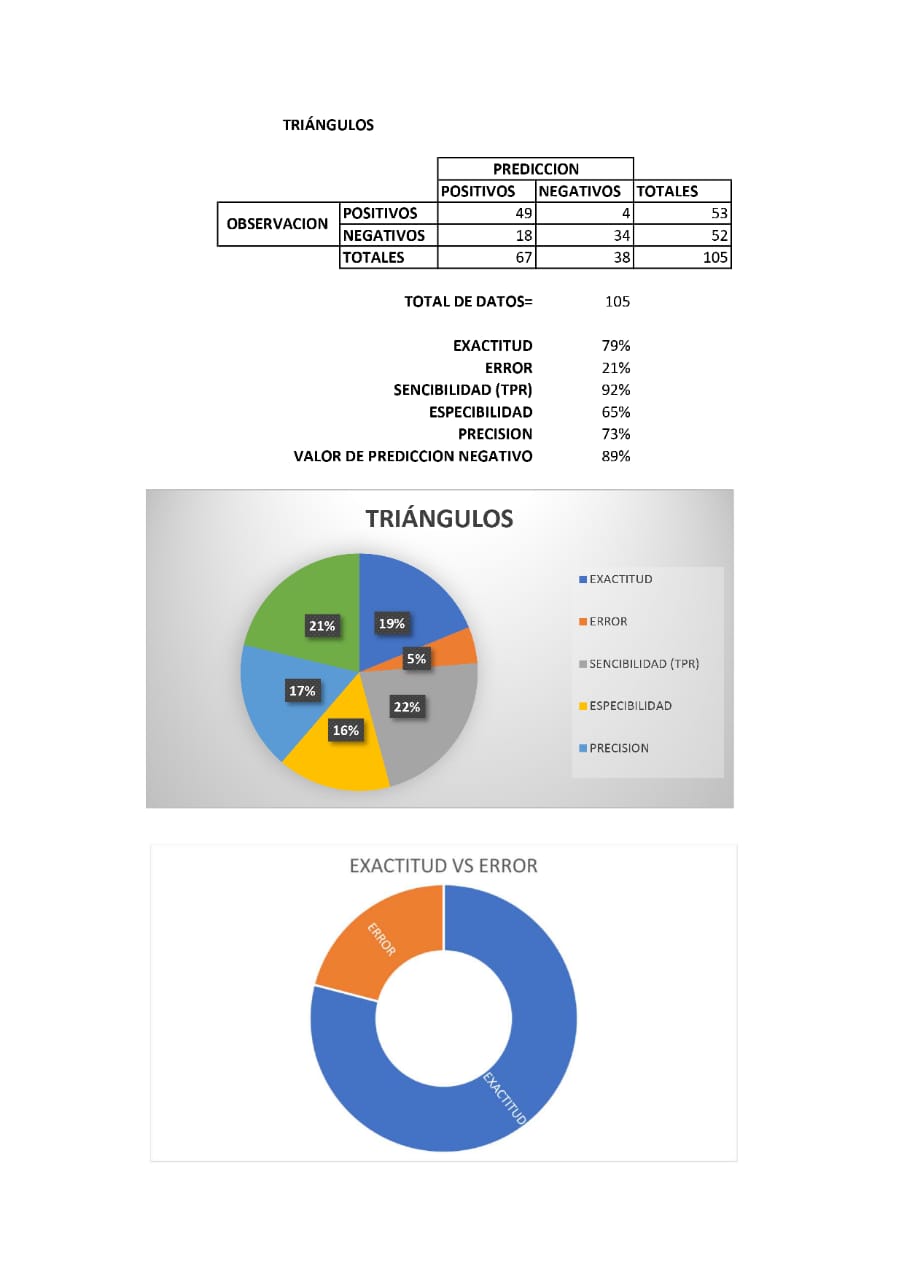 TRIÁNGULOS
PREDICCION
POSITIVOS NEGATIVOS TOTALES
OBSERVACION
POSITIVOS 49 4 53
NEGATIVOS 18 34 52
TOTALES 67 38 105
TOTAL DE DATOS= 105
EXACTITUD 79%
ERROR 21%
SENCIBILIDAD (TPR) 92%
ESPECIBILIDAD 65%
PRECISION 73%
VALOR DE PREDICCION NEGATIVO 89%
TRIÁNGULOS
21%
19%
5%
17%
22%
16%
EXACTITUD
ERROR
SENCIBILIDAD (TPR)
ESPECIBILIDAD
PRECISION
EXACTITUD VS ERROR
ERROR
EXACTITUD